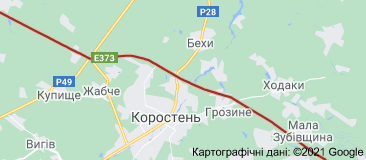 P28
Бехи
E373
P49
Купище
Жабче
Ходаки
Грозине
Коростень
Мала
Зубівщина
Вигів
Картографічні дані: ©2021 Google